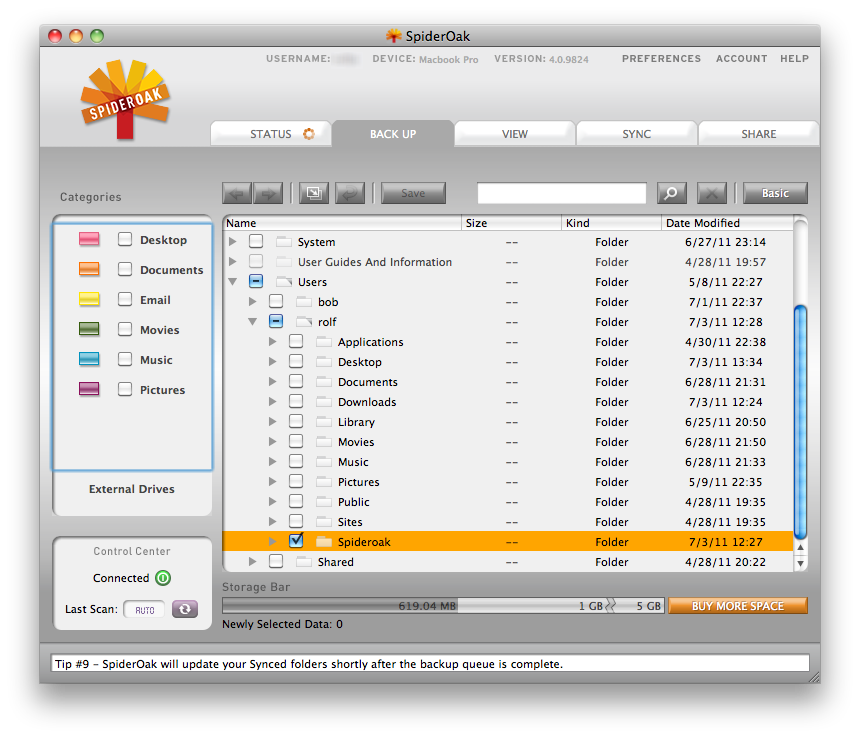 SpiderOak
USERNAME: DEVICE: Macbook Pro VERSION: 4.0.9824 PREFERENCES ACCOUNT HELP
SPIDEROAK
STATUS BACK UP VIEW SYNC SHARE
Categories Save Basic
Name Size Kind Date Modified
System -- Folder 6/27/11 23:14
User Guides And Information -- Folder 4/28/11 19:57
Users -- Folder 5/8/11 22:27
bob -- Folder 7/1/11 22:37
rolf -- Folder 7/3/11 12:28
Applications -- Folder 4/30/11 22:38
Desktop -- Folder 7/3/11 13:34
Documents -- Folder 6/28/11 21:31
Downloads -- Folder 7/3/11 12:24
Library -- Folder 6/25/11 20:50
Movies -- Folder 6/28/11 21:50
Music -- Folder 6/28/11 21:33
Pictures -- Folder 5/9/11 22:35
Public -- Folder 4/28/11 19:35
Sites -- Folder 4/28/11 19:35
Spideroak -- Folder 7/3/11 12:27
Shared -- Folder 4/28/11 20:22
Desktop
Documents
Email
Movies
Music
Pictures
External Drives
Control Center
Connected
Last Scan: AUTO
Storage Bar
619.04 MB 1 GB 5 GB BUY MORE SPACE
Newly Selected Data: 0
Tip #9 - SpiderOak will update your Synced folders shortly after the backup queue is complete.